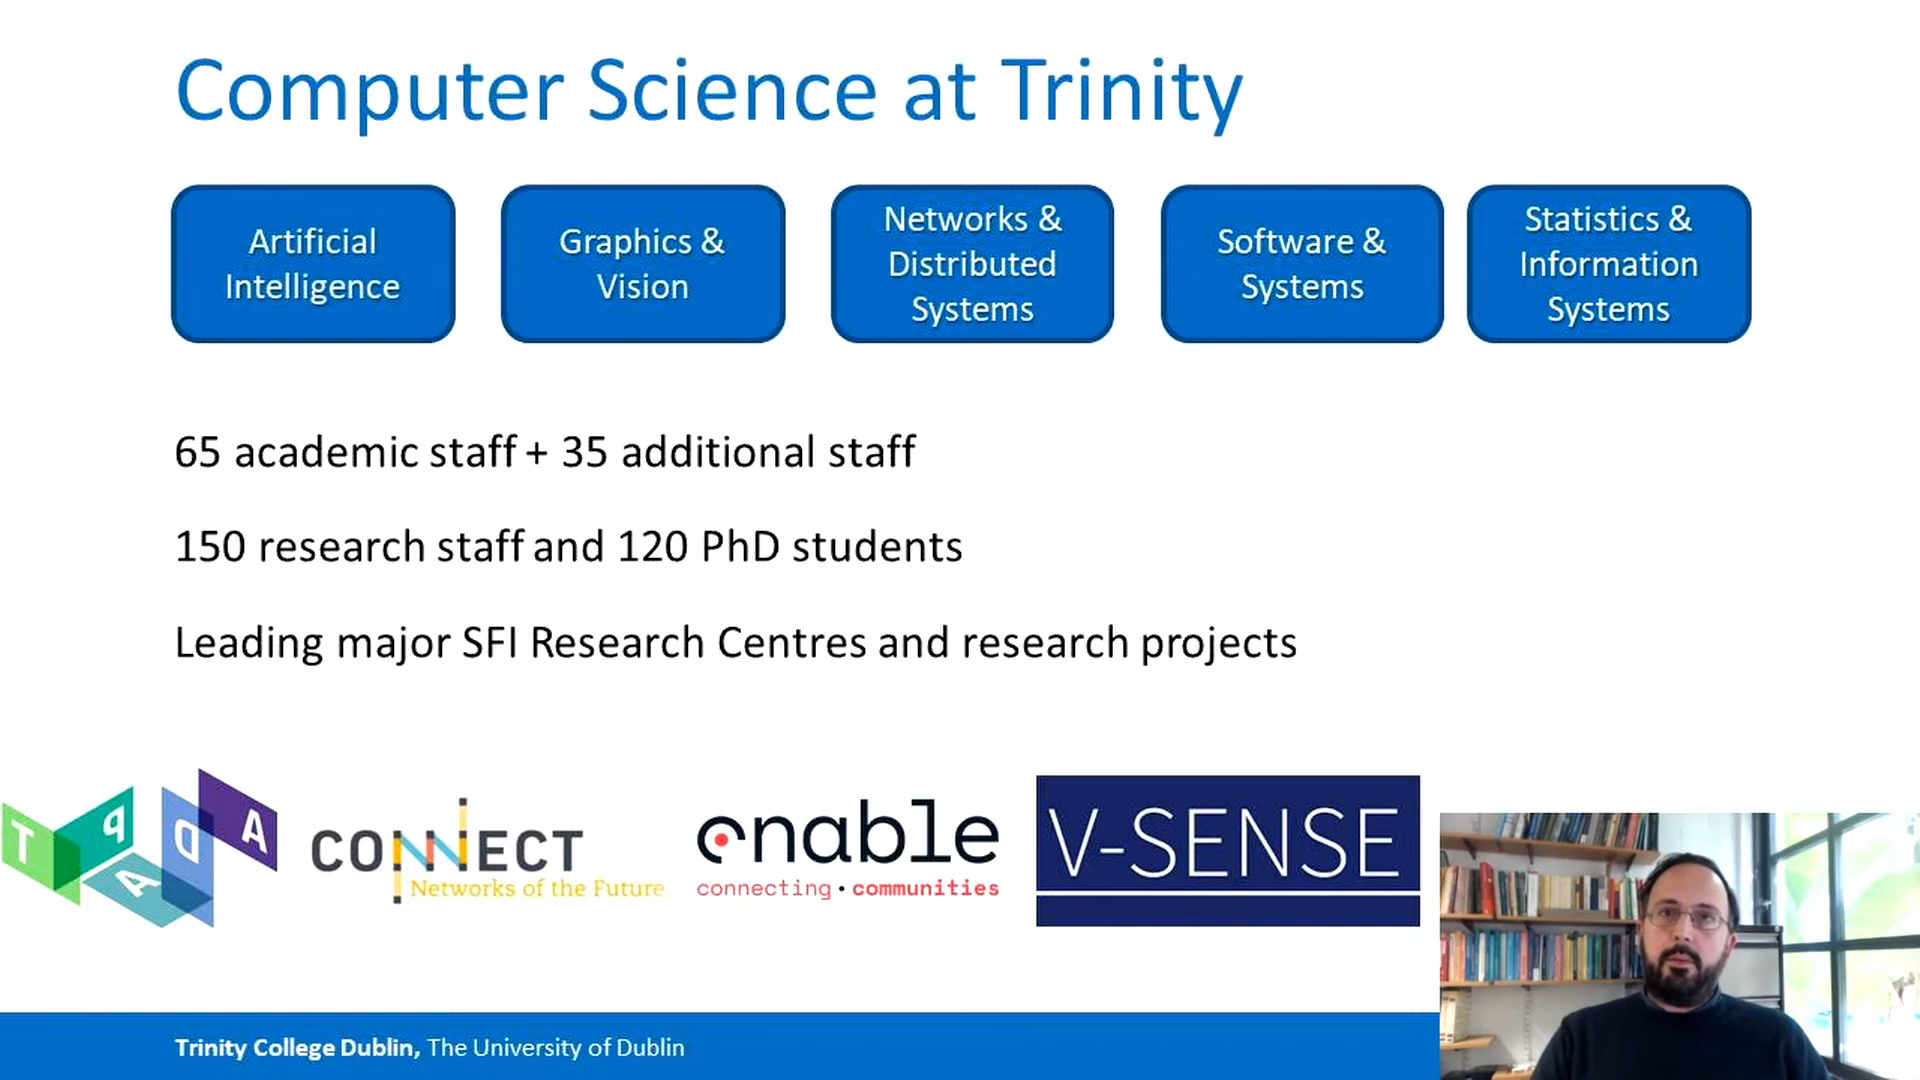 Computer Science at Trinity
Artificial
Intelligence
Graphics &
Vision
Networks &
Distributed
Systems
Software &
Systems
Statistics &
Information
Systems
65 academic staff + 35 additional staff
150 research staff and 120 PhD students
Leading major SFI Research Centres and research projects
ADAPT
CONNECT
Networks of the Future
enable
connecting • communities
V-SENSE
Trinity College Dublin, The University of Dublin